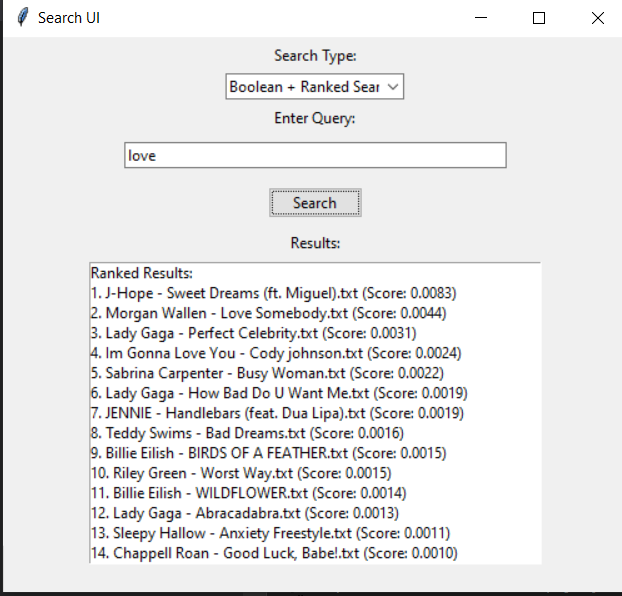 Search UI
Search Type:
Boolean + Ranked Sear
Enter Query:
love
Search
Results:
Ranked Results:
1. J-Hope - Sweet Dreams (ft. Miguel).txt (Score: 0.0083)
2. Morgan Wallen - Love Somebody.txt (Score: 0.0044)
3. Lady Gaga - Perfect Celebrity.txt (Score: 0.0031)
4. Im Gonna Love You - Cody johnson.txt (Score: 0.0024)
5. Sabrina Carpenter - Busy Woman.txt (Score: 0.0022)
6. Lady Gaga - How Bad Do U Want Me.txt (Score: 0.0019)
7. JENNIE - Handlebars (feat. Dua Lipa).txt (Score: 0.0019)
8. Teddy Swims - Bad Dreams.txt (Score: 0.0016)
9. Billie Eilish - BIRDS OF A FEATHER.txt (Score: 0.0015)
10. Riley Green - Worst Way.txt (Score: 0.0015)
11. Billie Eilish - WILDFLOWER.txt (Score: 0.0014)
12. Lady Gaga - Abracadabra.txt (Score: 0.0013)
13. Sleepy Hallow - Anxiety Freestyle.txt (Score: 0.0011)
14. Chappell Roan - Good Luck, Babe!.txt (Score: 0.0010)